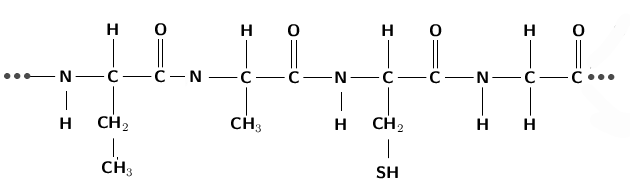 H O H O H O H O
N C C N C C N C C N C C
H CH₂ CH₃ H CH₂ H H
CH₃ SH